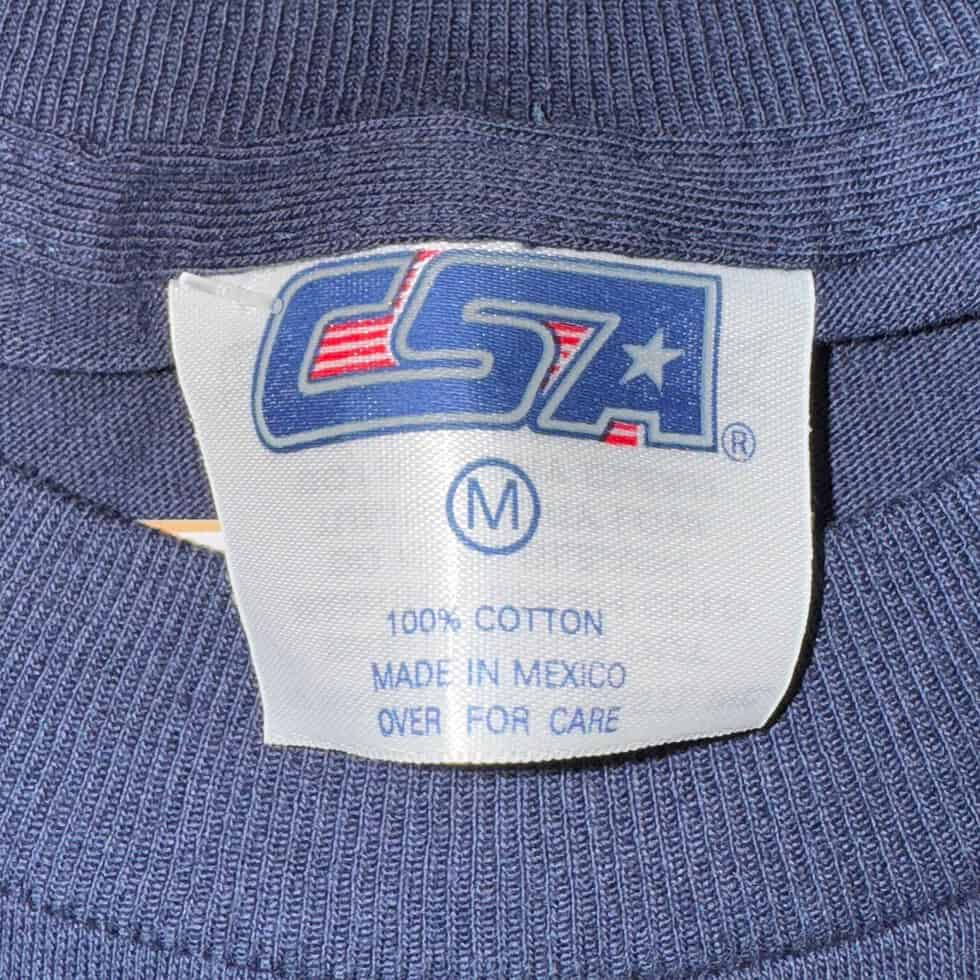 CSA®
M
100% COTTON
MADE IN MEXICO
OVER FOR CARE